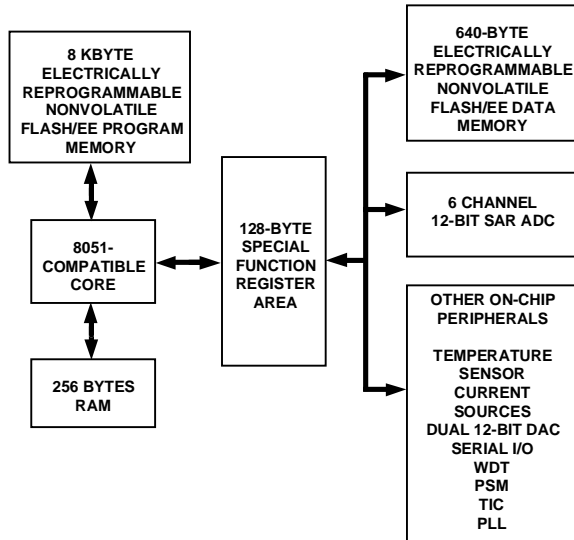 8 KBYTE
ELECTRICALLY
REPROGRAMMABLE
NONVOLATILE
FLASH/EE PROGRAM
MEMORY
8051-
COMPATIBLE
CORE
256 BYTES
RAM
128-BYTE
SPECIAL
FUNCTION
REGISTER
AREA
640-BYTE
ELECTRICALLY
REPROGRAMMABLE
NONVOLATILE
FLASH/EE DATA
MEMORY
6 CHANNEL
12-BIT SAR ADC
OTHER ON-CHIP
PERIPHERALS
TEMPERATURE
SENSOR
CURRENT
SOURCES
DUAL 12-BIT DAC
SERIAL I/O
WDT
PSM
TIC
PLL